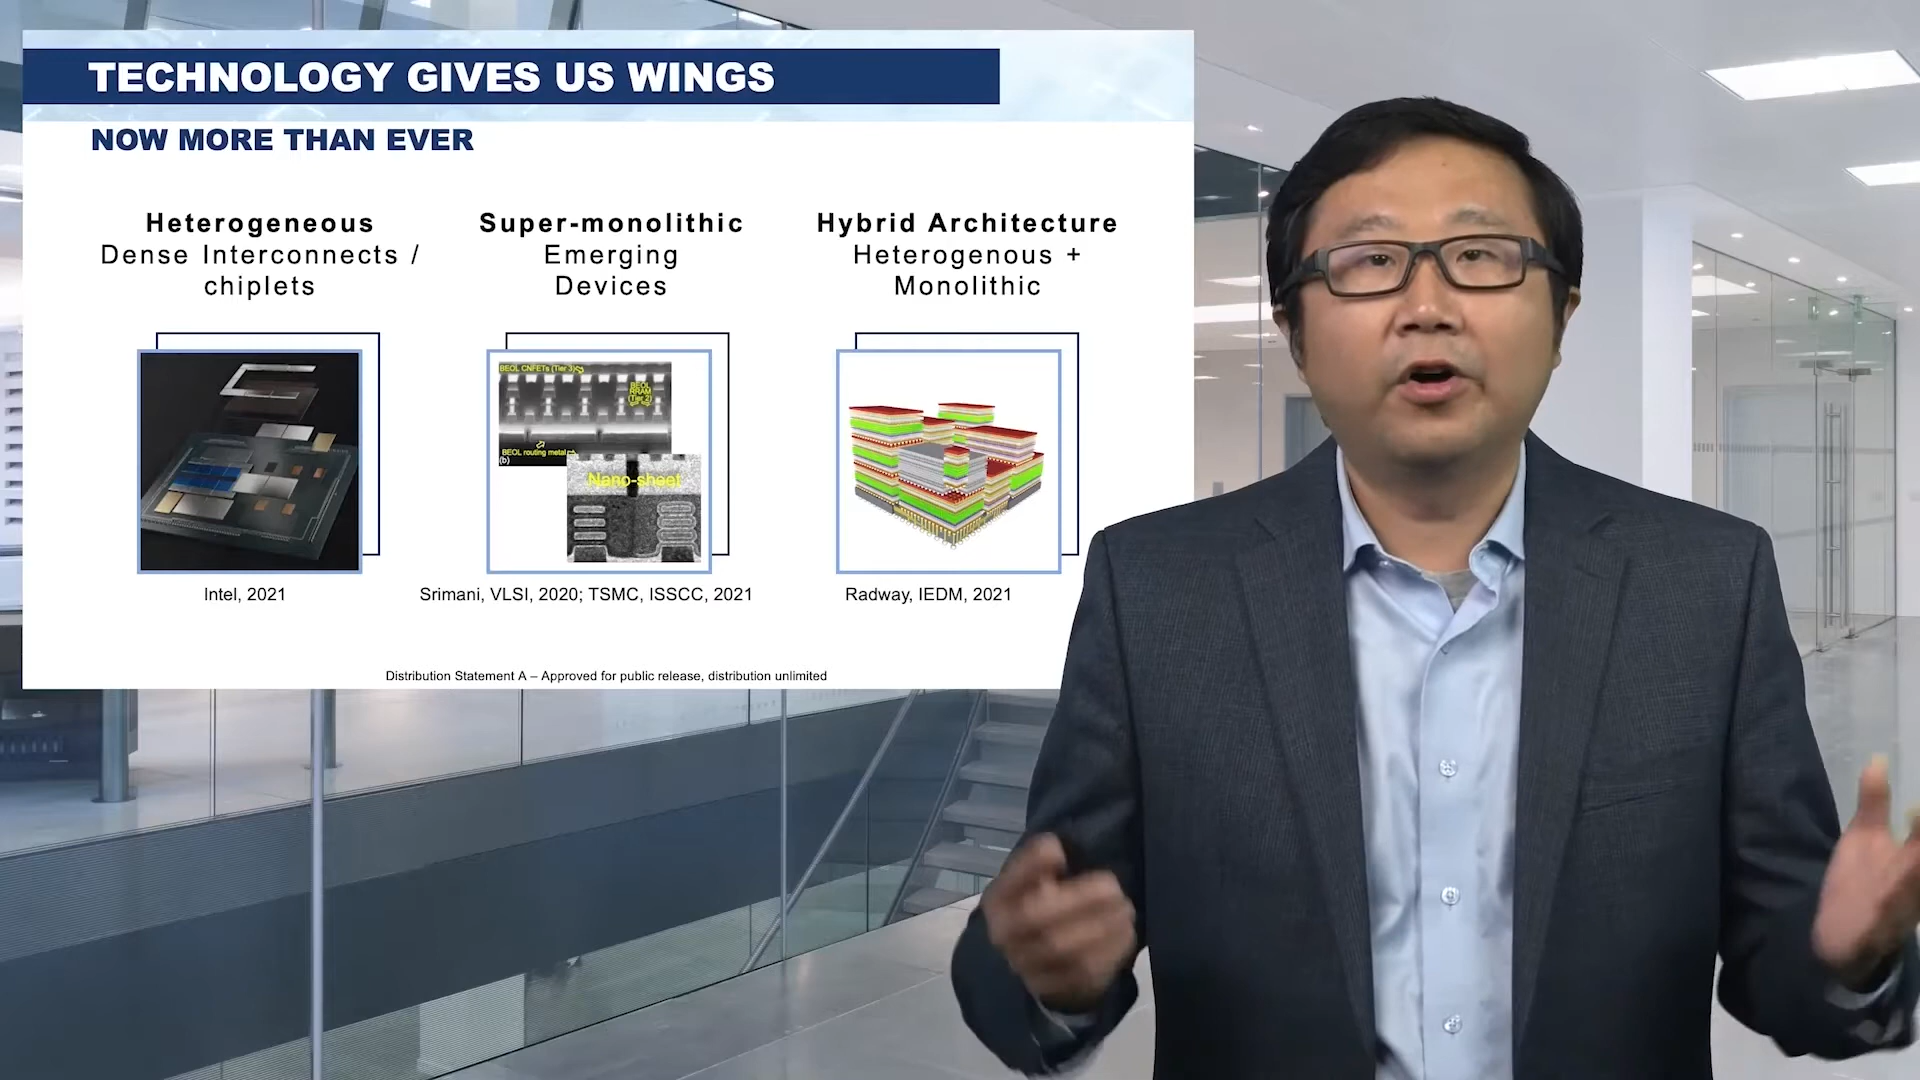 TECHNOLOGY GIVES US WINGS
NOW MORE THAN EVER
Heterogeneous
Dense Interconnects /
chiplets
Super-monolithic
Emerging
Devices
Hybrid Architecture
Heterogenous +
Monolithic
BEOL CNFETs (Tier 3)
BEOL
RRAM
(Tier 2)
BEOL routing metal
(b)
Nano-sheet
Intel, 2021
Srimani, VLSI, 2020; TSMC, ISSCC, 2021
Radway, IEDM, 2021
Distribution Statement A – Approved for public release, distribution unlimited